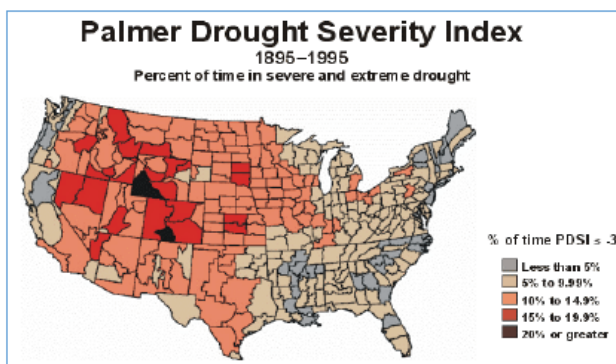 Palmer Drought Severity Index
1895–1995
Percent of time in severe and extreme drought
% of time PDSI ≤ -3
Less than 5%
5% to 9.99%
10% to 14.9%
15% to 19.9%
20% or greater